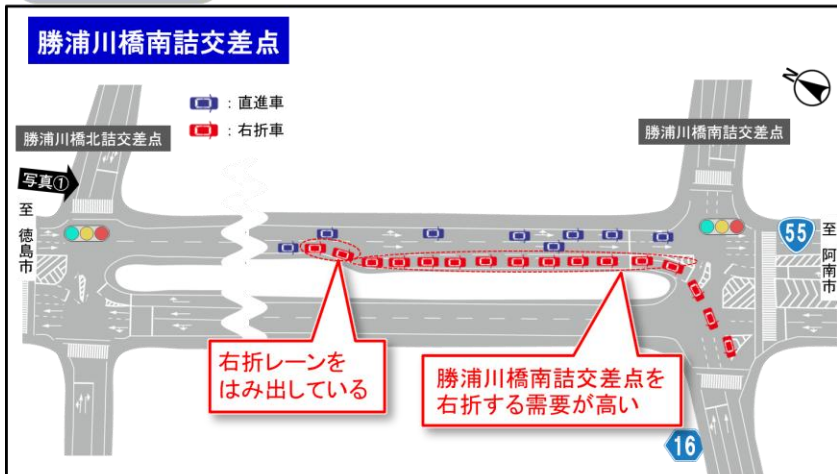 勝浦川橋南詰交差点
N
：直進車
：右折車
勝浦川橋北詰交差点
勝浦川橋南詰交差点
写真①
至 徳島市
55
至 阿南市
右折レーンを
はみ出している
勝浦川橋南詰交差点を
右折する需要が高い
16